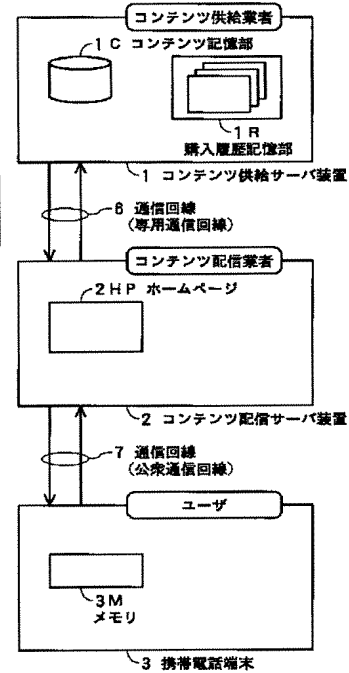 コンテンツ供給業者
1C コンテンツ記憶部
1R
購入履歴記憶部
1 コンテンツ供給サーバ装置
6 通信回線
(専用通信回線)
コンテンツ配信業者
2HP ホームページ
2 コンテンツ配信サーバ装置
7 通信回線
(公衆通信回線)
ユーザ
3M
メモリ
3 携帯電話端末